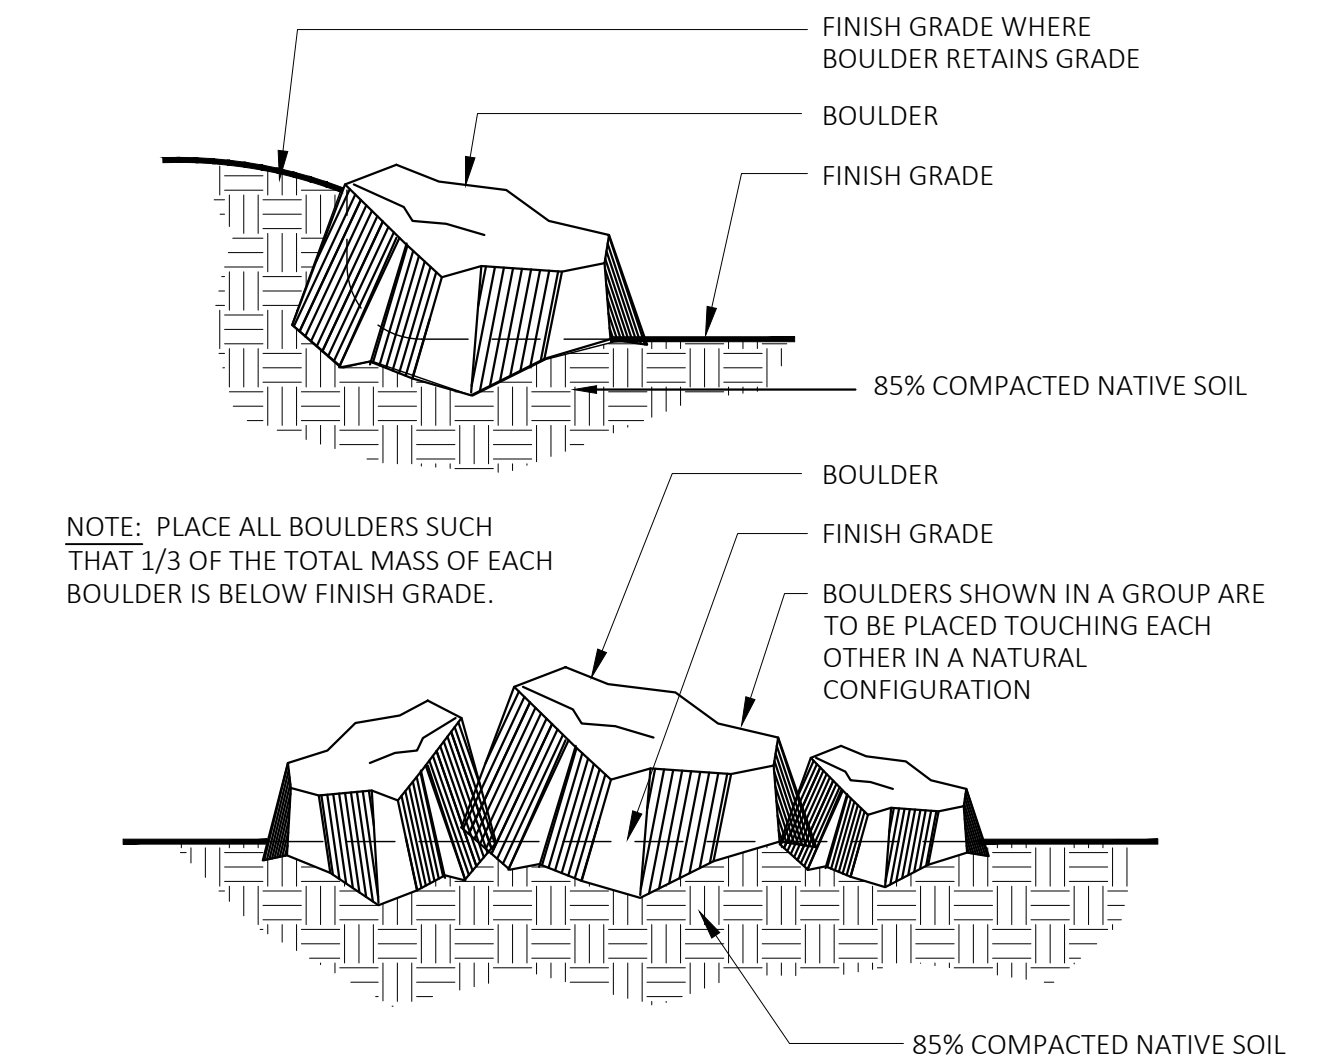 FINISH GRADE WHERE
BOULDER RETAINS GRADE
BOULDER
FINISH GRADE
85% COMPACTED NATIVE SOIL
BOULDER
FINISH GRADE
NOTE: PLACE ALL BOULDERS SUCH
THAT 1/3 OF THE TOTAL MASS OF EACH
BOULDER IS BELOW FINISH GRADE.
BOULDERS SHOWN IN A GROUP ARE
TO BE PLACED TOUCHING EACH
OTHER IN A NATURAL
CONFIGURATION
85% COMPACTED NATIVE SOIL